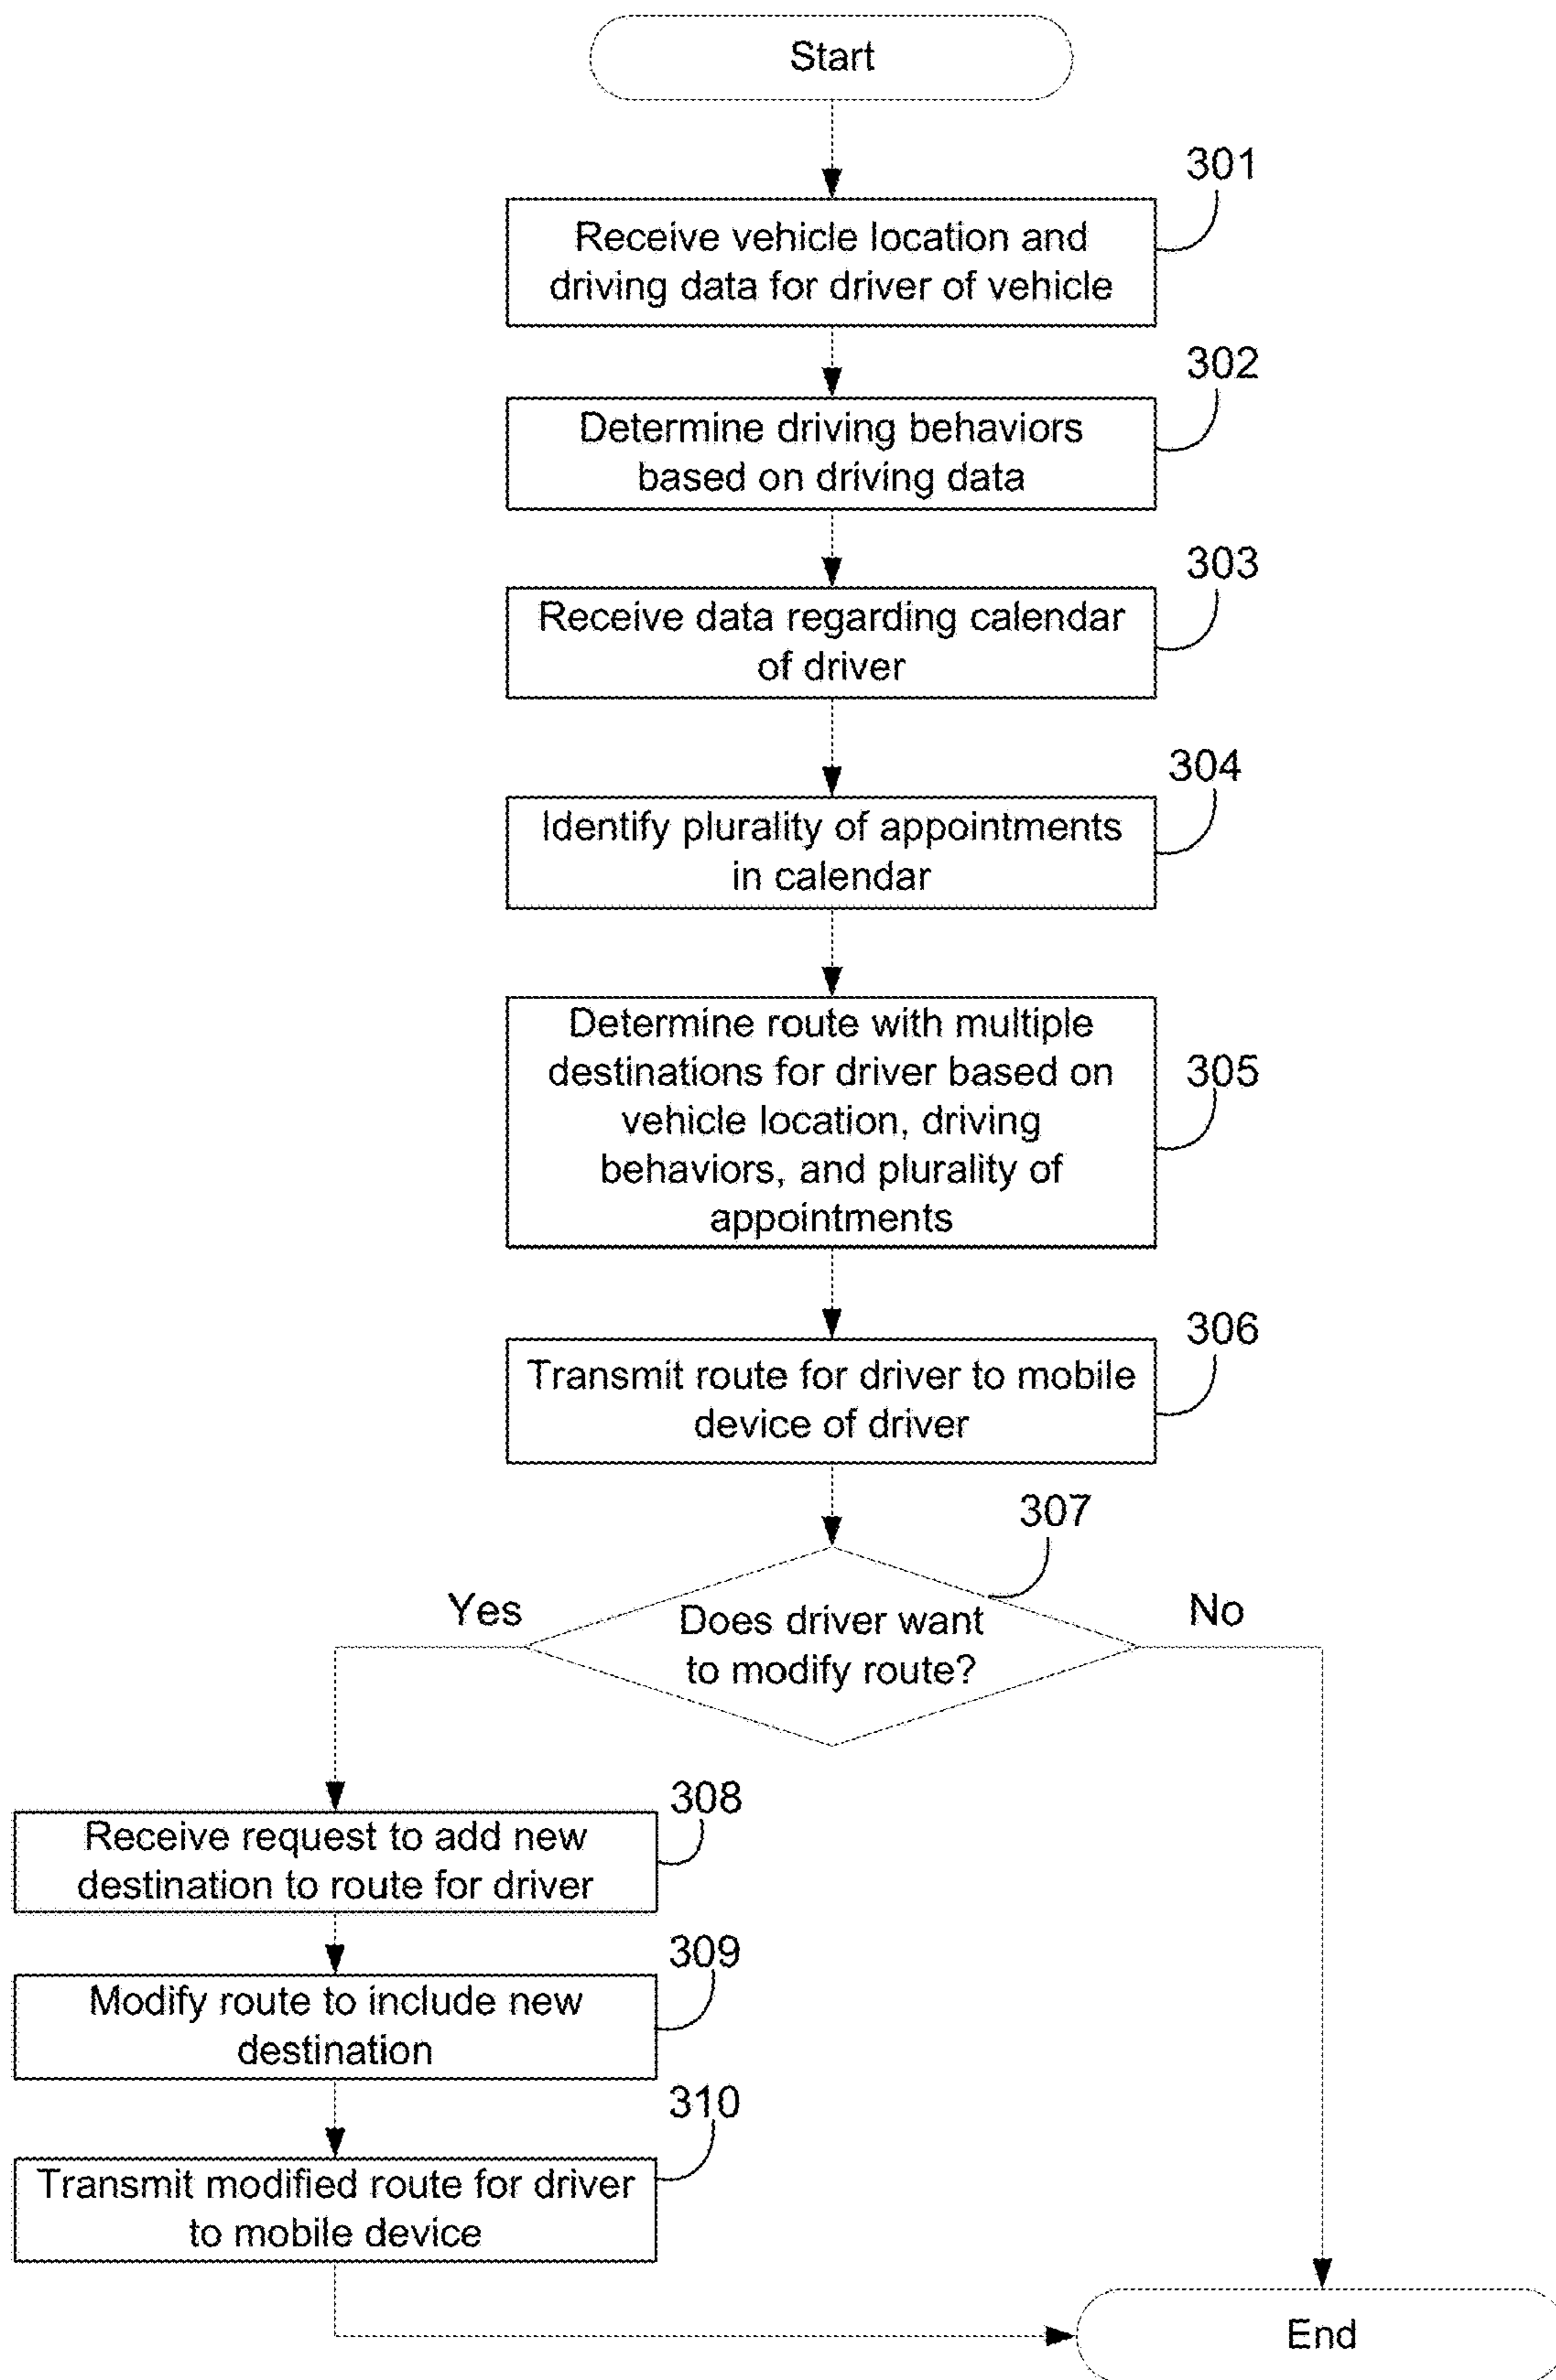 Start
301
Receive vehicle location and
driving data for driver of vehicle
302
Determine driving behaviors
based on driving data
303
Receive data regarding calendar
of driver
304
Identify plurality of appointments
in calendar
305
Determine route with multiple
destinations for driver based on
vehicle location, driving
behaviors, and plurality of
appointments
306
Transmit route for driver to mobile
device of driver
307
Does driver want
to modify route?
Yes
No
308
Receive request to add new
destination to route for driver
309
Modify route to include new
destination
310
Transmit modified route for driver
to mobile device
End